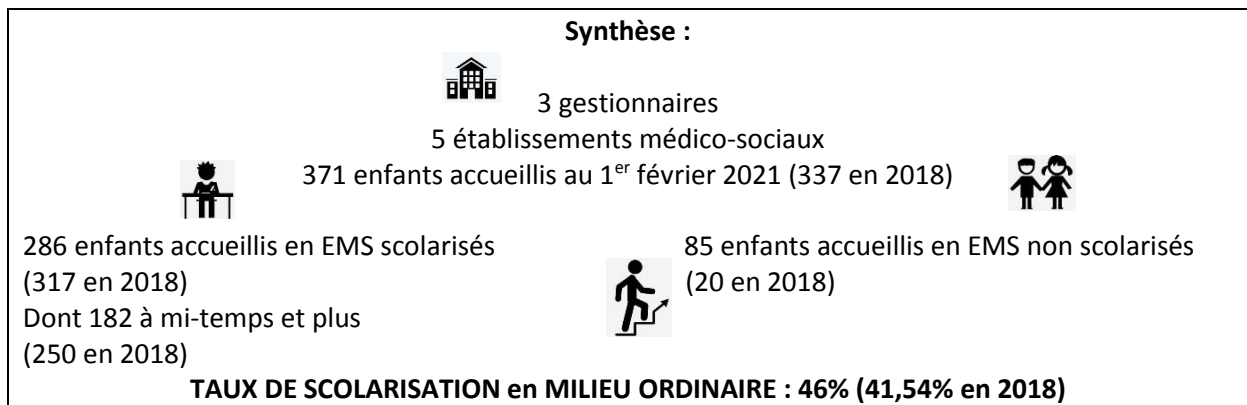 Synthèse :
3 gestionnaires
5 établissements médico-sociaux
371 enfants accueillis au 1er février 2021 (337 en 2018)
286 enfants accueillis en EMS scolarisés
(317 en 2018)
Dont 182 à mi-temps et plus
(250 en 2018)
85 enfants accueillis en EMS non scolarisés
(20 en 2018)
TAUX DE SCOLARISATION en MILIEU ORDINAIRE : 46% (41,54% en 2018)